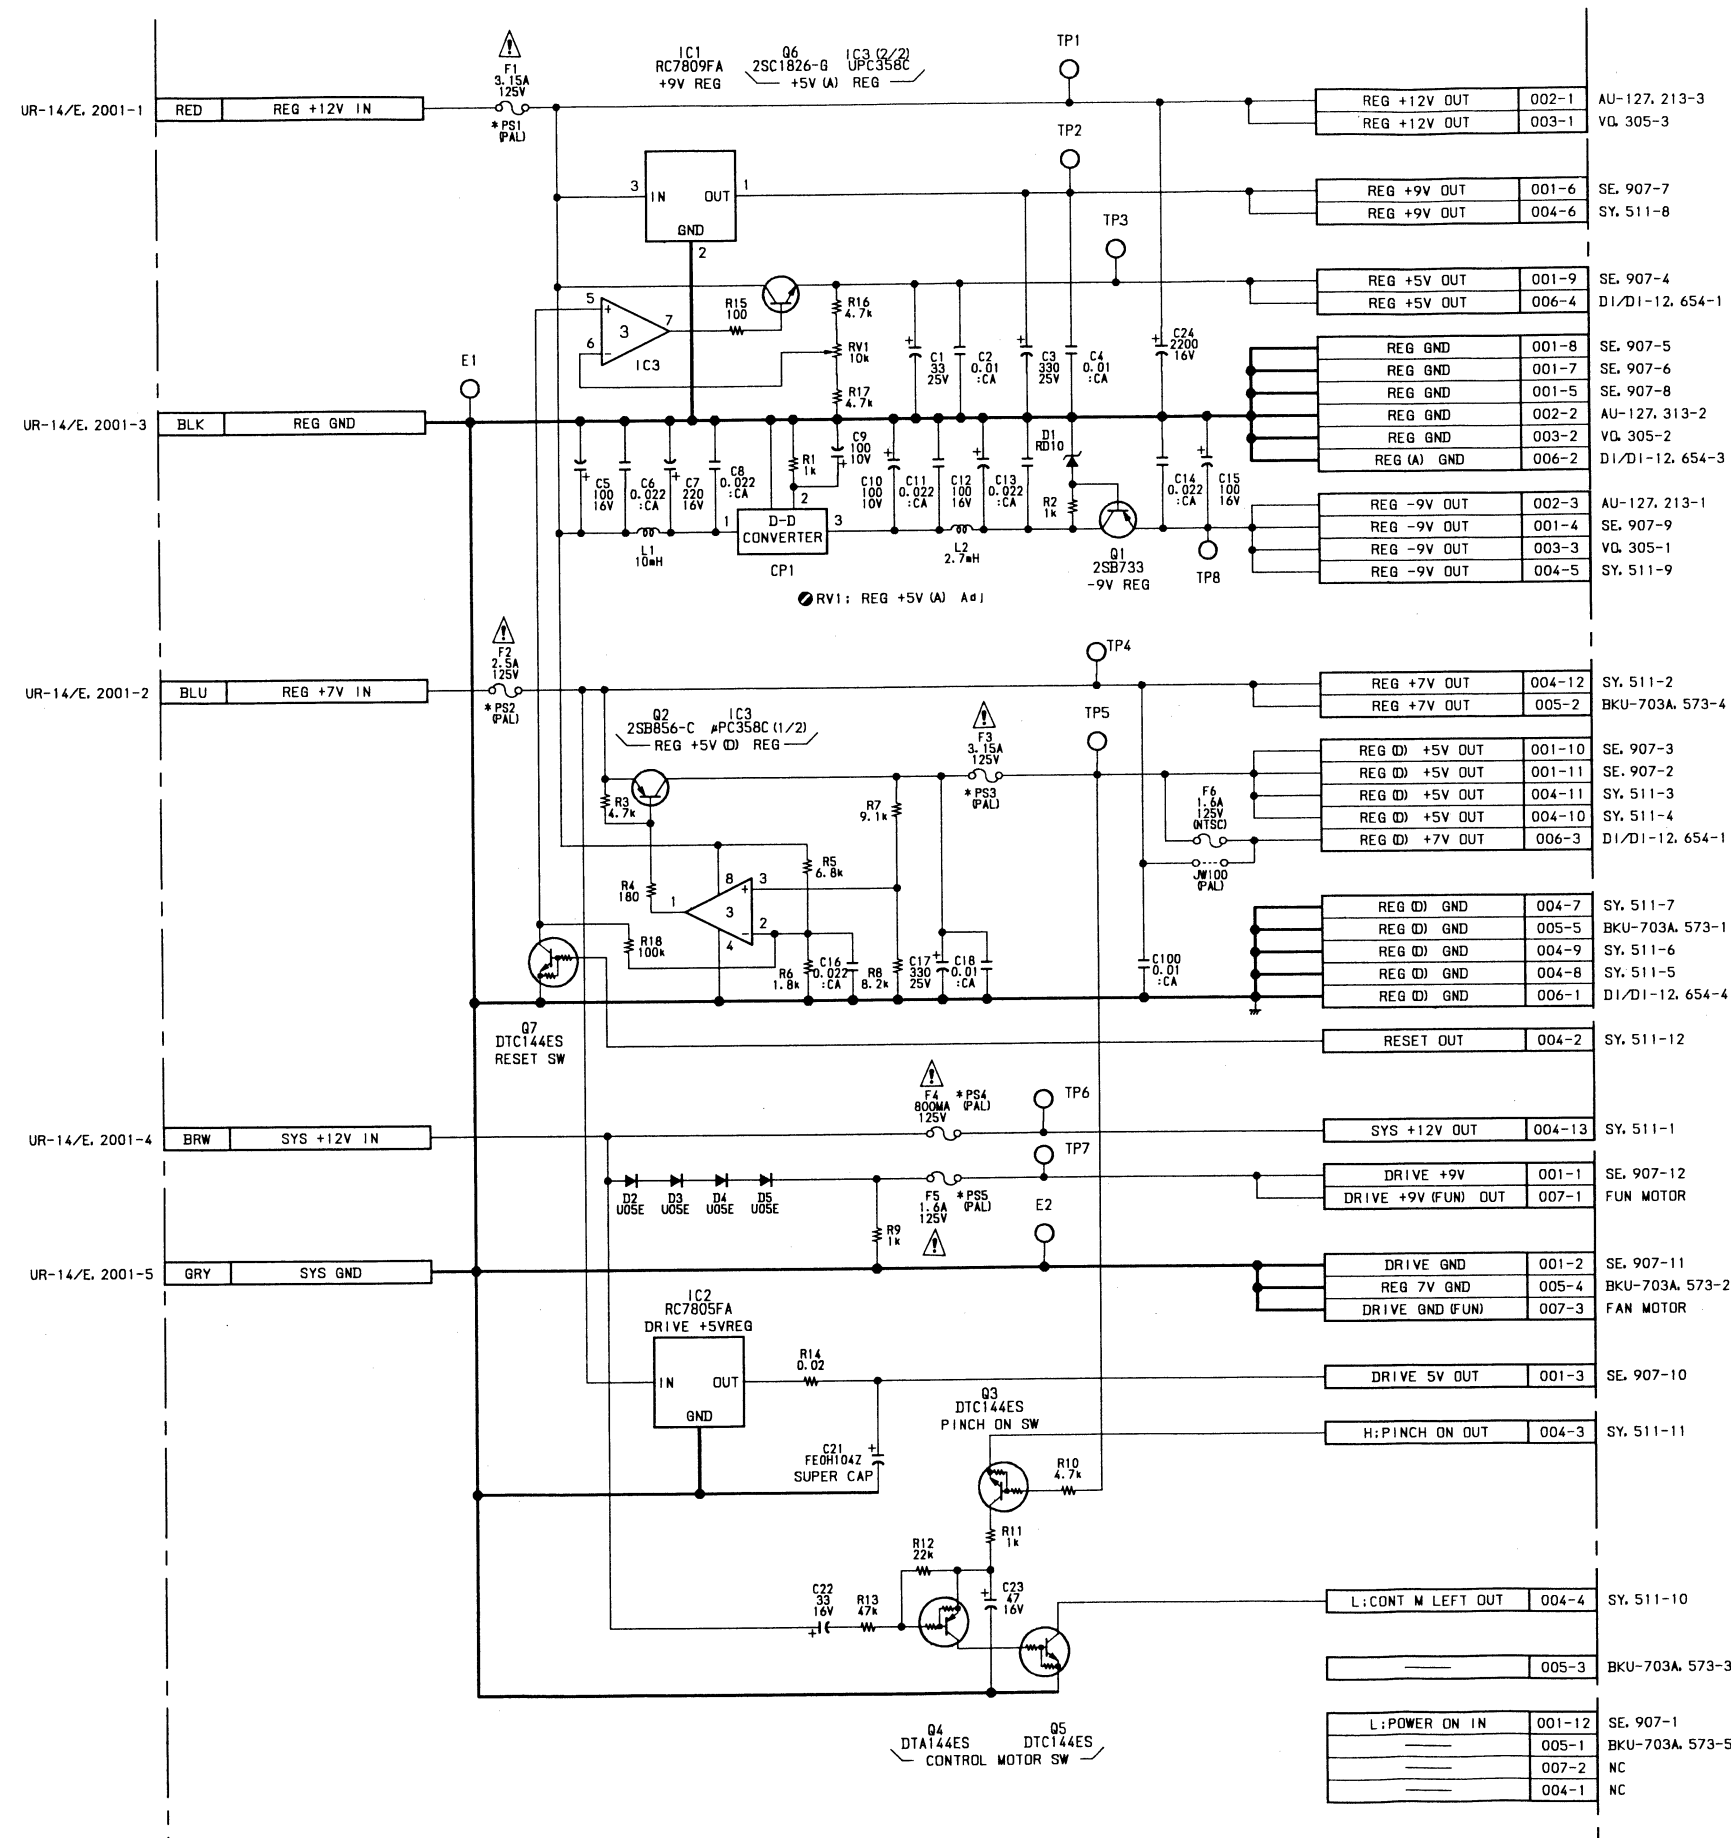 TP1
F1
3.15A
125V
* PS1
(PAL)
IC1
RC7809FA
+9V REG
Q6 IC3 (2/2)
2SC1826-G UPC358C
+5V (A) REG
UR-14/E. 2001-1 RED REG +12V IN
REG +12V OUT 002-1 AU-127. 213-3
REG +12V OUT 003-1 VO. 305-3
TP2
3 IN OUT 1
GND
2
REG +9V OUT 001-6 SE. 907-7
REG +9V OUT 004-6 SY. 511-8
TP3
REG +5V OUT 001-9 SE. 907-4
REG +5V OUT 006-4 DI/DI-12. 654-1
5
+
3
7
6
-
IC3
R15
100
R16
4.7k
RV1
10k
R17
4.7k
C1
33
25V
C2
0.01
:CA
C3
330
25V
C4
0.01
:CA
C24
2200
16V
E1
REG GND 001-8 SE. 907-5
REG GND 001-7 SE. 907-6
REG GND 001-5 SE. 907-8
REG GND 002-2 AU-127. 313-2
REG GND 003-2 VO. 305-2
REG (A) GND 006-2 DI/DI-12. 654-3
UR-14/E. 2001-3 BLK REG GND
C5
100
16V
C6
0.022
:CA
C7
220
16V
C8
0.022
:CA
R1
1k
C9
100
10V
C10
100
10V
C11
0.022
:CA
C12
100
16V
C13
0.022
:CA
D1
RD10
R2
1k
C14
0.022
:CA
C15
100
16V
1
2
3
D-D
CONVERTER
CP1
L1
10mH
L2
2.7mH
Q1
2SB733
-9V REG
TP8
REG -9V OUT 002-3 AU-127. 213-1
REG -9V OUT 001-4 SE. 907-9
REG -9V OUT 003-3 VO. 305-1
REG -9V OUT 004-5 SY. 511-9
RV1; REG +5V (A) Adj
F2
2.5A
125V
* PS2
(PAL)
UR-14/E. 2001-2 BLU REG +7V IN
TP4
REG +7V OUT 004-12 SY. 511-2
REG +7V OUT 005-2 BKU-703A. 573-4
Q2 IC3
2SB856-C μPC358C (1/2)
REG +5V (D) REG
F3
3.15A
125V
* PS3
(PAL)
TP5
REG (D) +5V OUT 001-10 SE. 907-3
REG (D) +5V OUT 001-11 SE. 907-2
REG (D) +5V OUT 004-11 SY. 511-3
REG (D) +5V OUT 004-10 SY. 511-4
REG (D) +7V OUT 006-3 DI/DI-12. 654-1
R3
4.7k
R7
9.1k
F6
1.6A
125V
(NTSC)
JW100
(PAL)
R4
180
R5
6.8k
8
3
+
1
3
2
-
4
R18
100k
R6
1.8k
C16
0.022
:CA
R8
8.2k
C17
330
25V
C18
0.01
:CA
C100
0.01
:CA
REG (D) GND 004-7 SY. 511-7
REG (D) GND 005-5 BKU-703A. 573-1
REG (D) GND 004-9 SY. 511-6
REG (D) GND 004-8 SY. 511-5
REG (D) GND 006-1 DI/DI-12. 654-4
Q7
DTC144ES
RESET SW
RESET OUT 004-2 SY. 511-12
F4
800MA
125V
* PS4
(PAL)
TP6
UR-14/E. 2001-4 BRW SYS +12V IN
SYS +12V OUT 004-13 SY. 511-1
TP7
D2
U05E
D3
U05E
D4
U05E
D5
U05E
F5
1.6A
125V
* PS5
(PAL)
DRIVE +9V 001-1 SE. 907-12
DRIVE +9V (FUN) OUT 007-1 FUN MOTOR
R9
1k
E2
UR-14/E. 2001-5 GRY SYS GND
DRIVE GND 001-2 SE. 907-11
REG 7V GND 005-4 BKU-703A. 573-2
DRIVE GND (FUN) 007-3 FAN MOTOR
IC2
RC7805FA
DRIVE +5VREG
IN OUT
GND
R14
0.02
DRIVE 5V OUT 001-3 SE. 907-10
C21
FE0H104Z
SUPER CAP
Q3
DTC144ES
PINCH ON SW
H:PINCH ON OUT 004-3 SY. 511-11
R10
4.7k
R11
1k
R12
22k
C22
33
16V
R13
47k
C23
47
16V
L:CONT M LEFT OUT 004-4 SY. 511-10
005-3 BKU-703A. 573-3
Q4 Q5
DTA144ES DTC144ES
CONTROL MOTOR SW
L:POWER ON IN 001-12 SE. 907-1
005-1 BKU-703A. 573-5
007-2 NC
004-1 NC